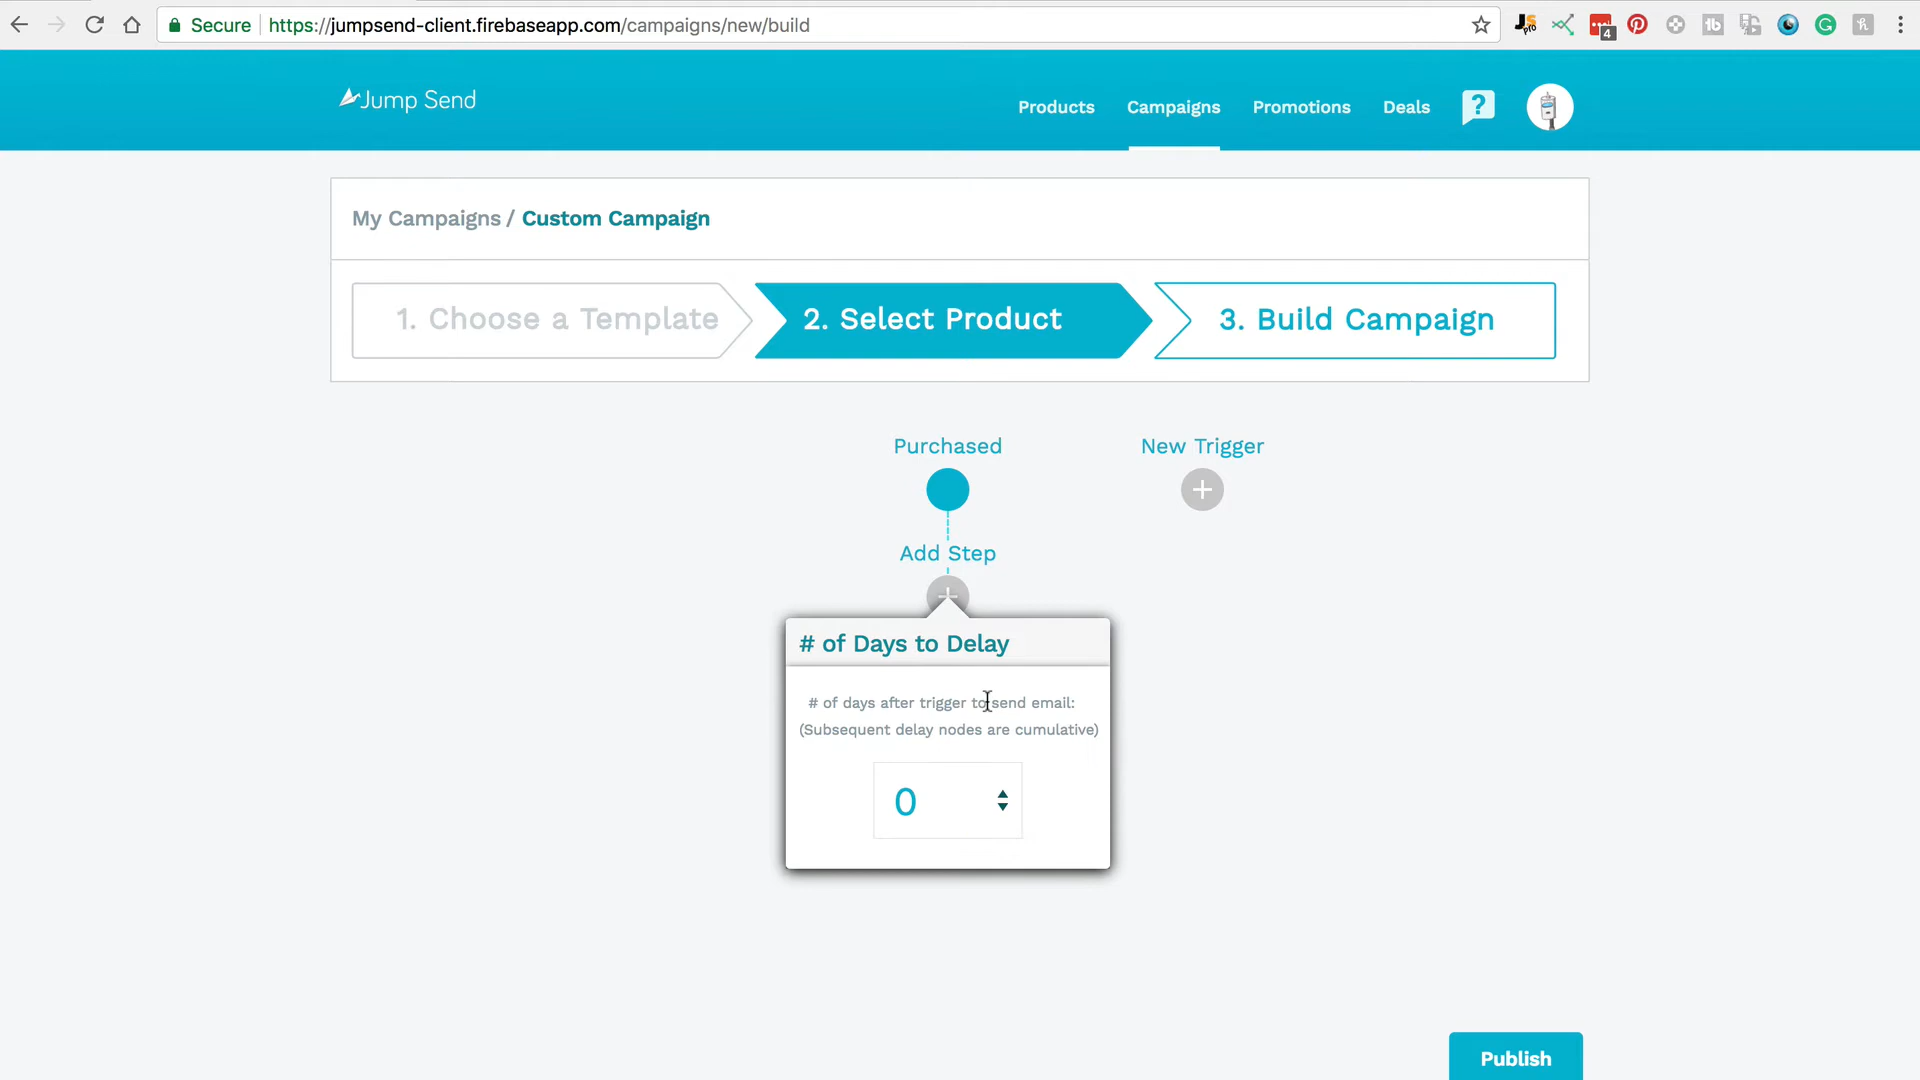 Secure https://jumpsend-client.firebaseapp.com/campaigns/new/build
4
Jump Send
Products Campaigns Promotions Deals ?
My Campaigns / Custom Campaign
1. Choose a Template 2. Select Product 3. Build Campaign
Purchased New Trigger
Add Step
# of Days to Delay
# of days after trigger to send email:
(Subsequent delay nodes are cumulative)
0
Publish